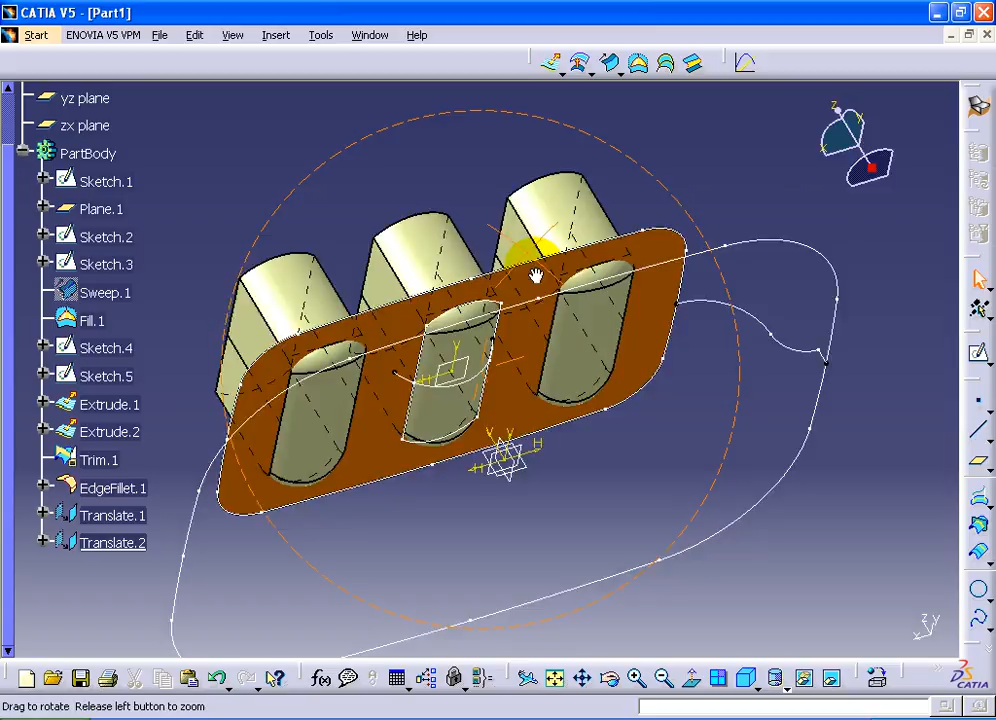 CATIA V5 - [Part1]
Start ENOVIA V5 VPM File Edit View Insert Tools Window Help
yz plane
zx plane
PartBody
Sketch.1
Plane.1
Sketch.2
Sketch.3
Sweep.1
Fill.1
Sketch.4
Sketch.5
Extrude.1
Extrude.2
Trim.1
EdgeFillet.1
Translate.1
Translate.2
z
y
x
Y
V Y
H
H
z y
x
f(x)
CATIA
Drag to rotate Release left button to zoom